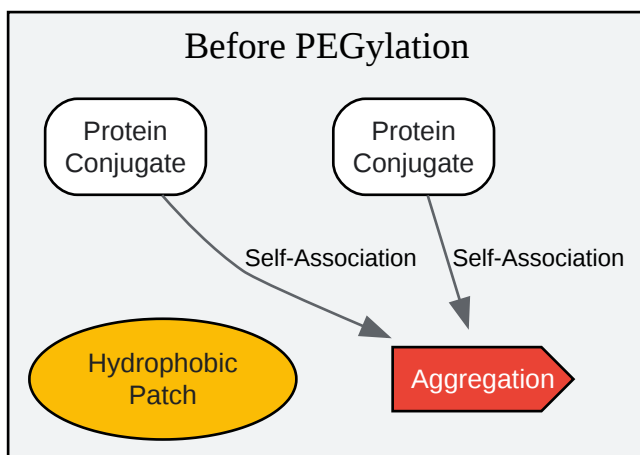 Before PEGylation
Protein
Conjugate
Protein
Conjugate
Self-Association
Self-Association
Hydrophobic
Patch
Aggregation